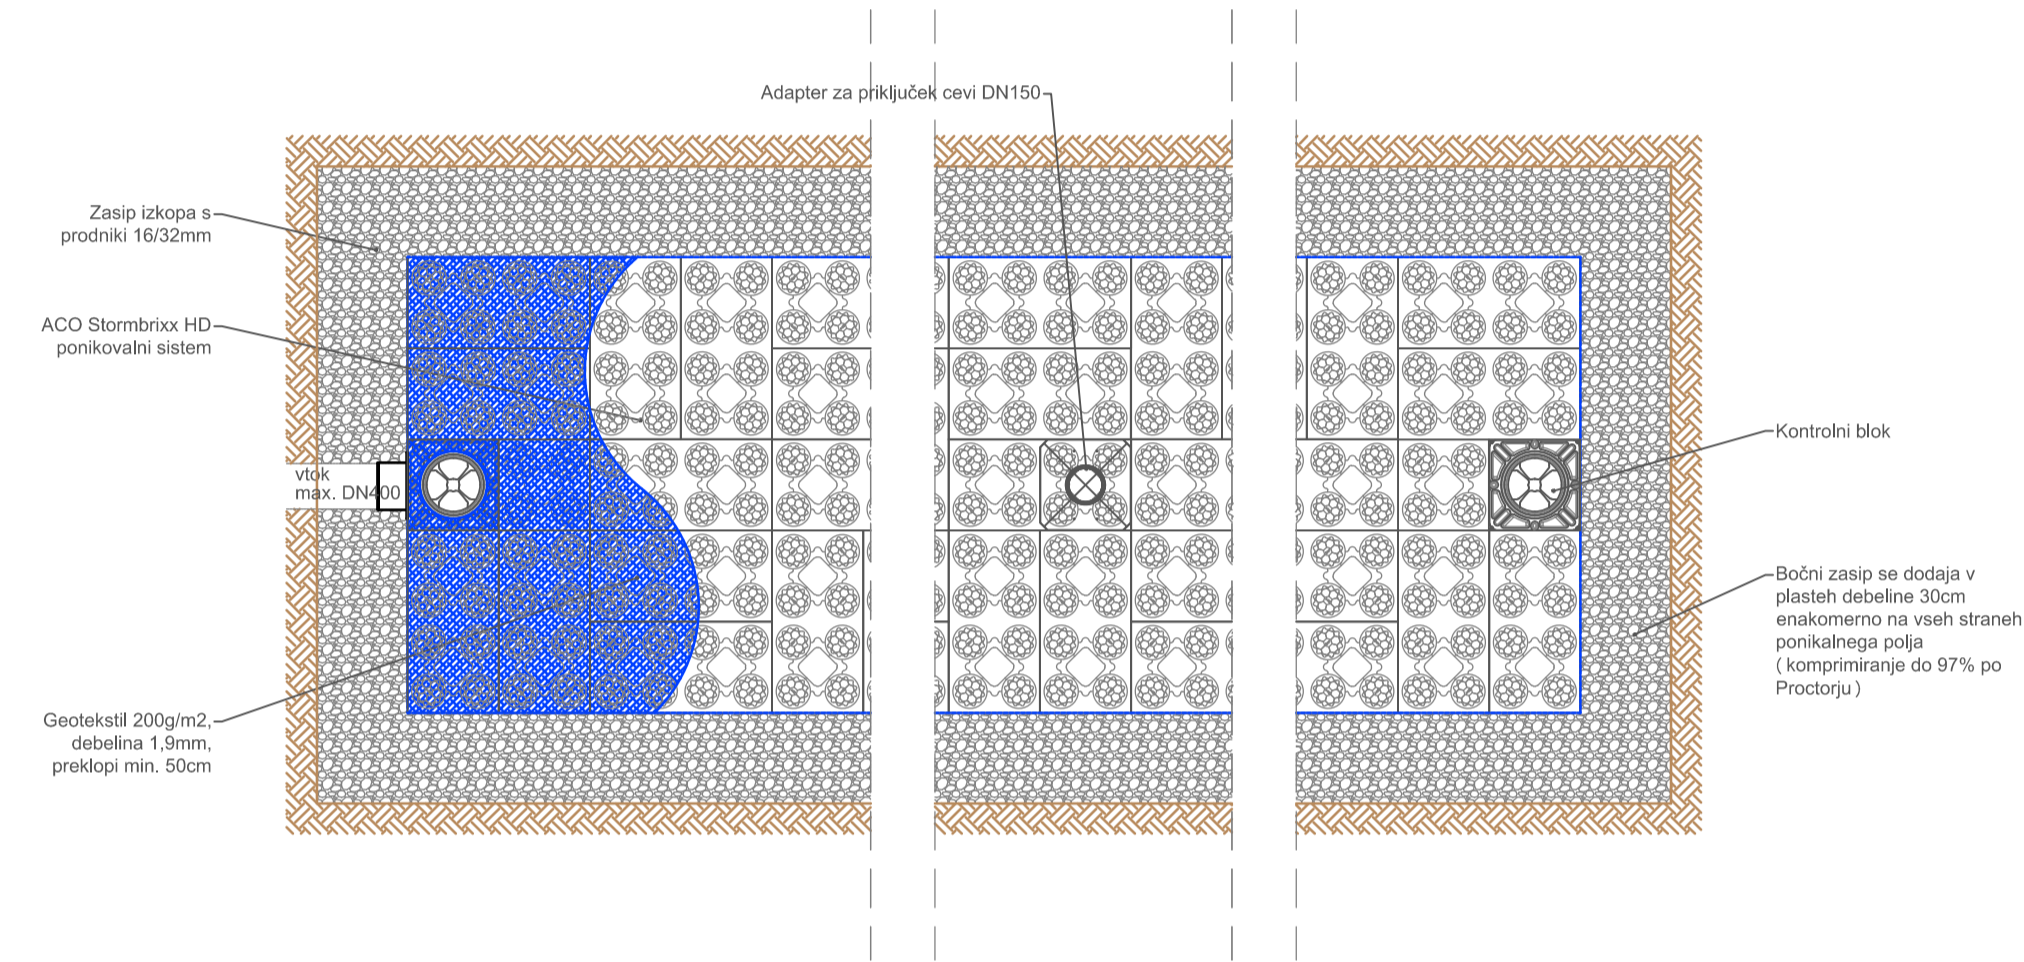 Adapter za priključek cevi DN150
Zasip izkopa s
prodniki 16/32mm
ACO Stormbrixx HD
ponikovalni sistem
vtok
max. DN400
Geotekstil 200g/m2,
debelina 1,9mm,
preklopi min. 50cm
Kontrolni blok
Bočni zasip se dodaja v
plasteh debeline 30cm
enakomerno na vseh straneh
ponikalnega polja
( komprimiranje do 97% po
Proctorju )